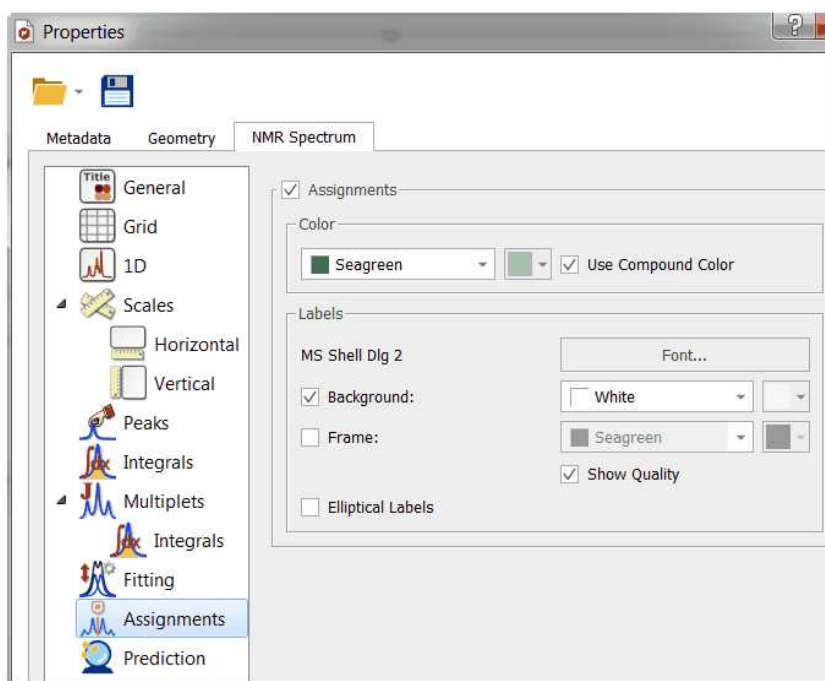 Properties
?
Metadata Geometry NMR Spectrum
Title
General
Grid
1D
Scales
Horizontal
Vertical
Peaks
dx
Integrals
J
Multiplets
dx
Integrals
Fitting
Assignments
Prediction
Assignments
Color
Seagreen Use Compound Color
Labels
MS Shell Dlg 2 Font...
Background: White
Frame: Seagreen
Show Quality
Elliptical Labels